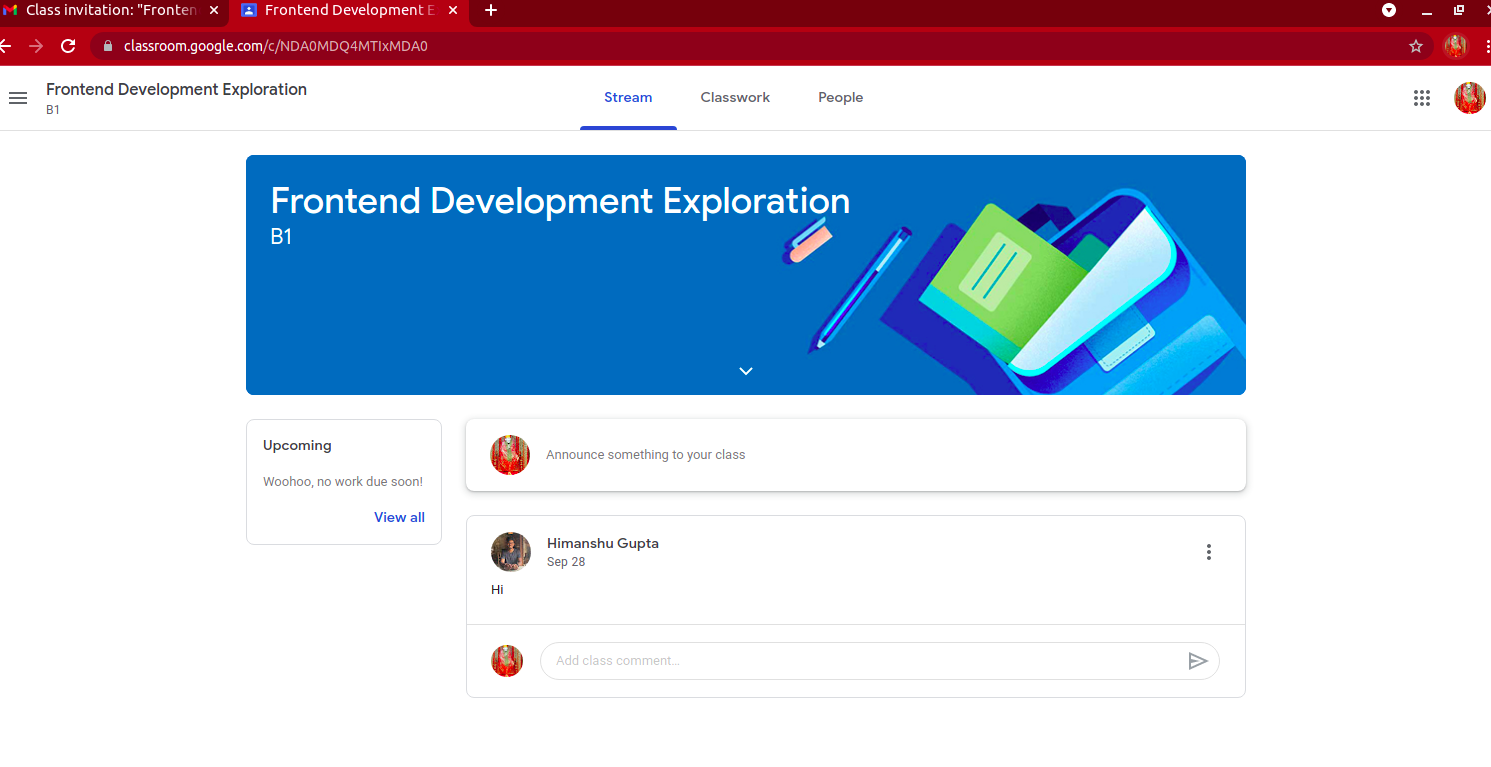 Class invitation: "Fronten
Frontend Development E
classroom.google.com/c/NDA0MDQ4MTIxMDA0
Frontend Development Exploration
B1
Stream
Classwork
People
Frontend Development Exploration
B1
Upcoming
Woohoo, no work due soon!
View all
Announce something to your class
Himanshu Gupta
Sep 28
Hi
Add class comment...